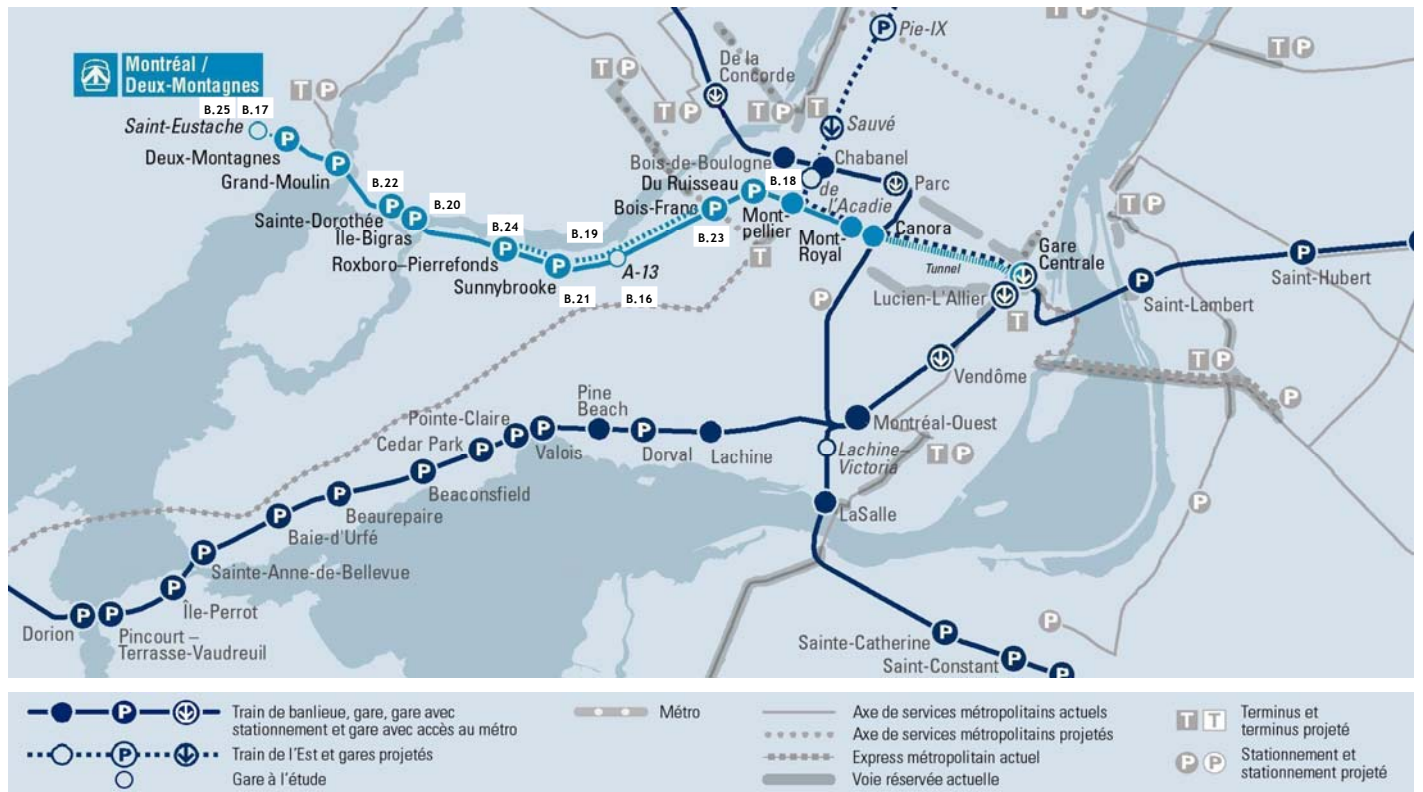 Montréal /
Deux-Montagnes
B.25
B.17
Saint-Eustache
Deux-Montagnes
Grand-Moulin
B.22
Sainte-Dorothée
B.20
Île-Bigras
B.24
Roxboro–Pierrefonds
B.19
Sunnybrooke
A-13
B.21
B.16
Pie-IX
De la
Concorde
T P
T P
T P
T P
T
T P
T P
Sauvé
Bois-de-Boulogne
Chabanel
Du Ruisseau
B.18
de
l'Acadie
Parc
Bois-Franc
B.23
Mont-
pellier
Mont-
Royal
Canora
T P
T
Tunnel
Gare
Centrale
P
Lucien-L'Allier
T
Saint-Lambert
Saint-Hubert
T P
P
Vendôme
Montréal-Ouest
Pointe-Claire
Pine
Beach
Cedar Park
Valois
Dorval
Lachine
Lachine–
Victoria
T P
Beaconsfield
Beaurepaire
Baie-d'Urfé
LaSalle
P
Sainte-Anne-de-Bellevue
Île-Perrot
Dorion
Pincourt –
Terrasse-Vaudreuil
P
Sainte-Catherine
Saint-Constant
P P Train de banlieue, gare, gare avec
stationnement et gare avec accès au métro
P Train de l'Est et gares projetés
Gare à l'étude
Métro
Axe de services métropolitains actuels
Axe de services métropolitains projetés
Express métropolitain actuel
Voie réservée actuelle
T T Terminus et
terminus projeté
P P Stationnement et
stationnement projeté